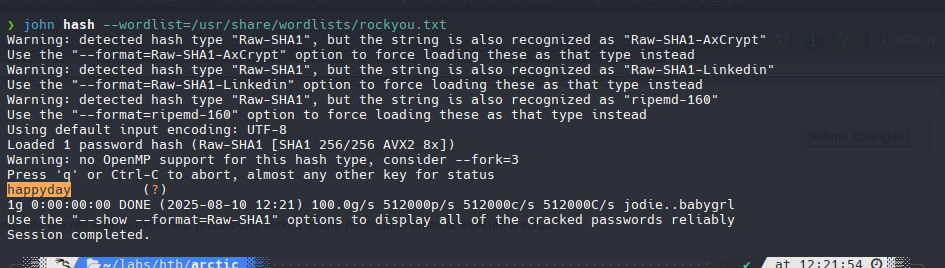 ❯ john hash --wordlist=/usr/share/wordlists/rockyou.txt
Warning: detected hash type "Raw-SHA1", but the string is also recognized as "Raw-SHA1-AxCrypt"
Use the "--format=Raw-SHA1-AxCrypt" option to force loading these as that type instead
Warning: detected hash type "Raw-SHA1", but the string is also recognized as "Raw-SHA1-Linkedin"
Use the "--format=Raw-SHA1-Linkedin" option to force loading these as that type instead
Warning: detected hash type "Raw-SHA1", but the string is also recognized as "ripemd-160"
Use the "--format=ripemd-160" option to force loading these as that type instead
Using default input encoding: UTF-8
Loaded 1 password hash (Raw-SHA1 [SHA1 256/256 AVX2 8x])
Warning: no OpenMP support for this hash type, consider --fork=3
Press 'q' or Ctrl-C to abort, almost any other key for status
happyday         (?)
1g 0:00:00:00 DONE (2025-08-10 12:21) 100.0g/s 512000p/s 512000c/s 512000C/s jodie..babygrl
Use the "--show --format=Raw-SHA1" options to display all of the cracked passwords reliably
Session completed.
~/labs/htb/arctic ✔ at 12:21:54
LOGOUT
Submit Changes